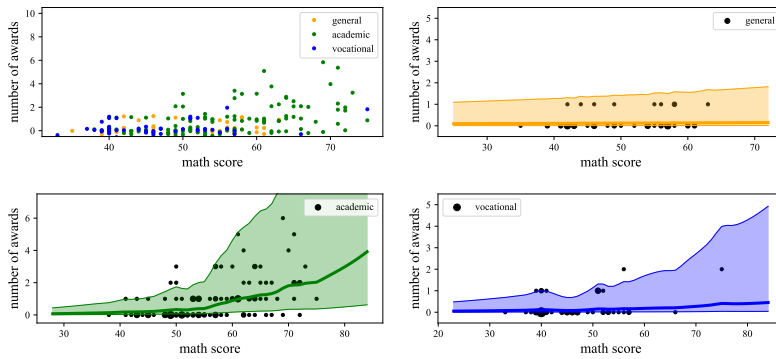 general
academic
vocational
10
8
6
4
2
0
number of awards
40 50 60 70
math score
general
5
4
3
2
1
0
number of awards
30 40 50 60 70
math score
academic
6
4
2
0
number of awards
30 40 50 60 70 80
math score
vocational
5
4
3
2
1
0
number of awards
20 30 40 50 60 70 80
math score